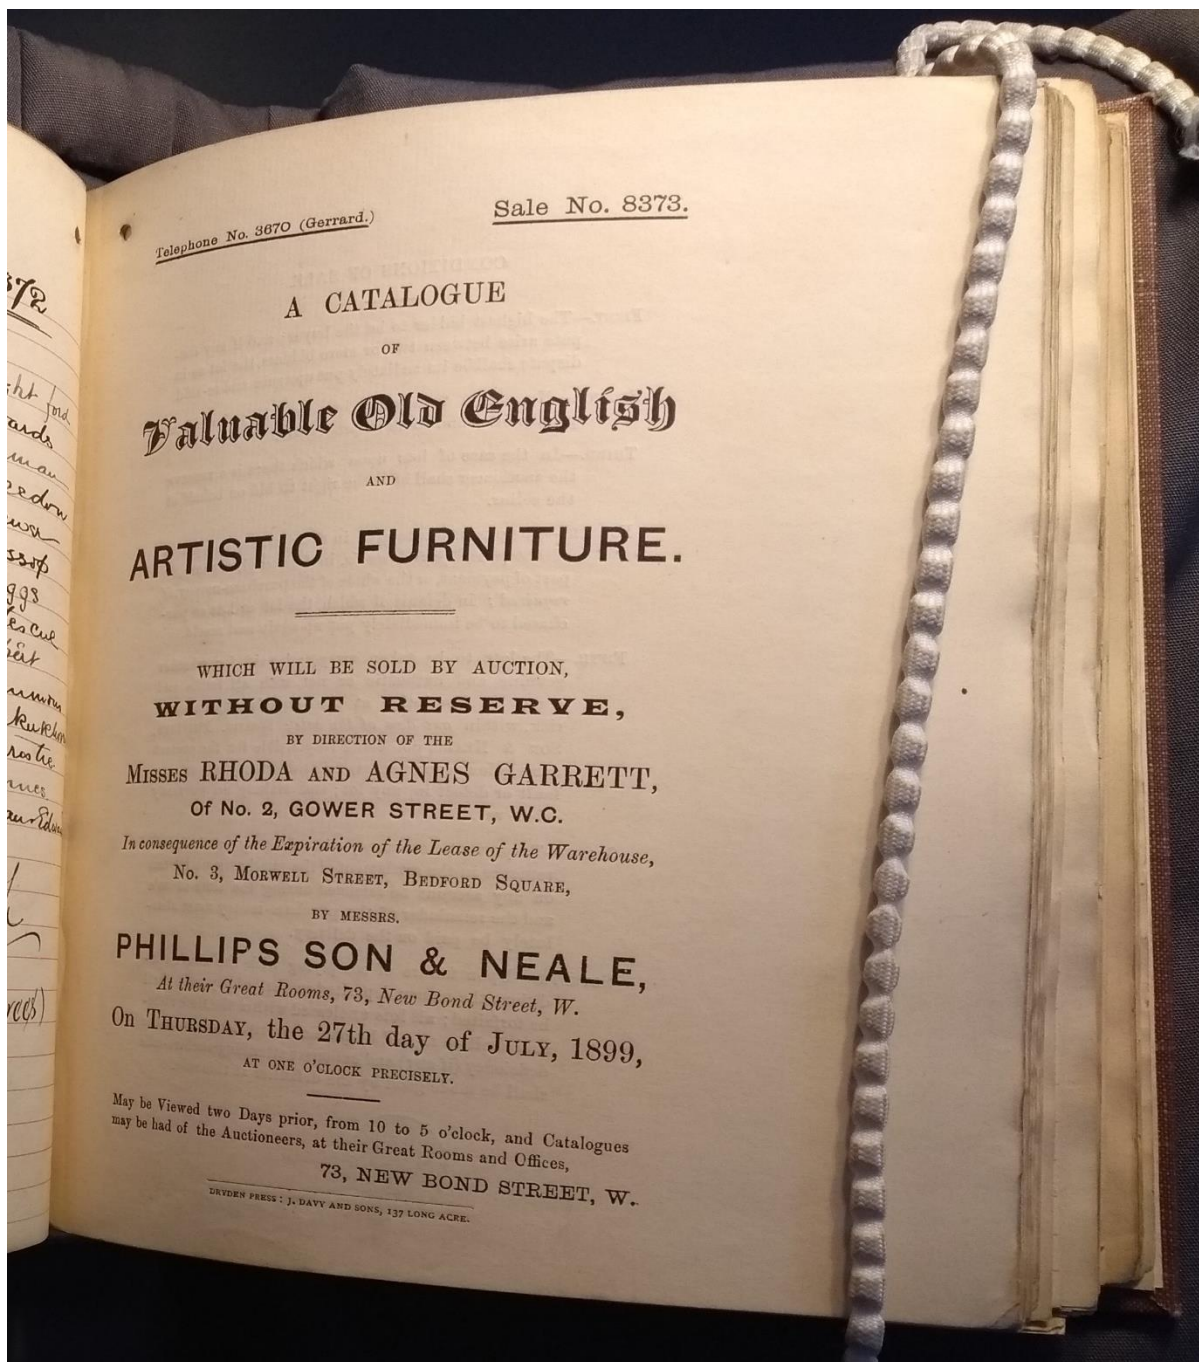 Telephone No. 3670 (Gerrard.)
Sale No. 8373.
A CATALOGUE
OF
Valuable Old English
AND
ARTISTIC FURNITURE.
WHICH WILL BE SOLD BY AUCTION,
WITHOUT RESERVE,
BY DIRECTION OF THE
MISSES RHODA AND AGNES GARRETT,
Of No. 2, GOWER STREET, W.C.
In consequence of the Expiration of the Lease of the Warehouse,
No. 3, MORWELL STREET, BEDFORD SQUARE,
BY MESSRS.
PHILLIPS SON & NEALE,
At their Great Rooms, 73, New Bond Street, W.
On THURSDAY, the 27th day of JULY, 1899,
AT ONE O'CLOCK PRECISELY.
May be Viewed two Days prior, from 10 to 5 o'clock, and Catalogues
may be had of the Auctioneers, at their Great Rooms and Offices,
73, NEW BOND STREET, W.
DRYDEN PRESS: J. DAVY AND SONS, 137 LONG ACRE.